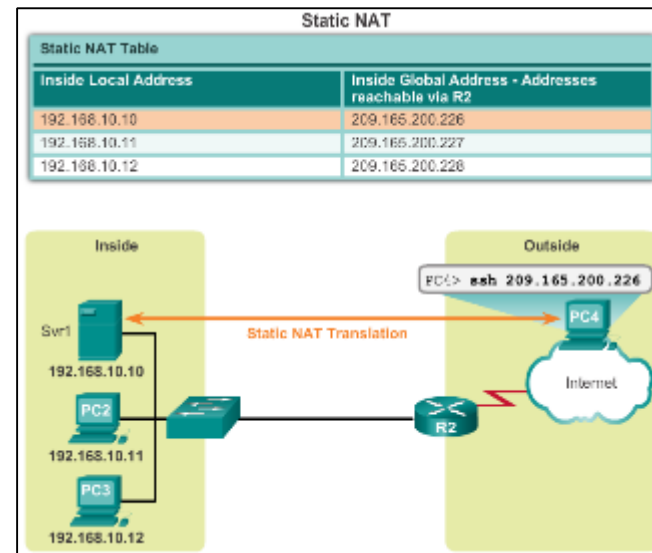 Static NAT
Static NAT Table
Inside Local Address
Inside Global Address - Addresses
reachable via R2
192.168.10.10
209.165.200.226
192.168.10.11
209.165.200.227
192.168.10.12
209.165.200.228
Inside
Outside
PC4> ssh 209.165.200.226
Svr1
Static NAT Translation
PC4
192.168.10.10
Internet
PC2
R2
192.168.10.11
PC3
192.168.10.12